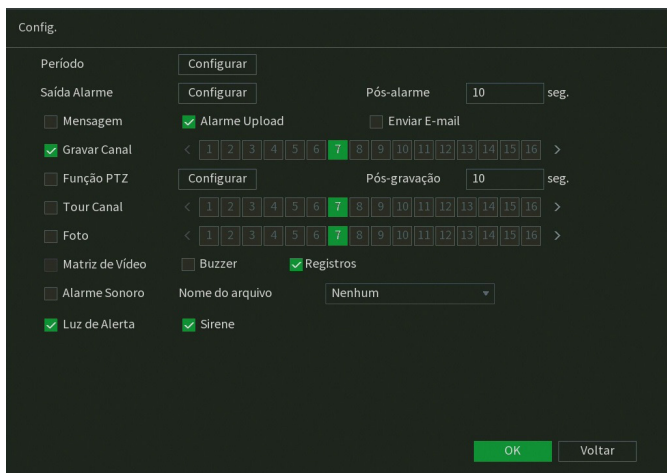 Config.
Período Configurar
Saída Alarme Configurar Pós-alarme 10 seg.
Mensagem Alarme Upload Enviar E-mail
Gravar Canal < 1 2 3 4 5 6 7 8 9 10 11 12 13 14 15 16 >
Função PTZ Configurar Pós-gravação 10 seg.
Tour Canal < 1 2 3 4 5 6 7 8 9 10 11 12 13 14 15 16 >
Foto < 1 2 3 4 5 6 7 8 9 10 11 12 13 14 15 16 >
Matriz de Vídeo Buzzer Registros
Alarme Sonoro Nome do arquivo Nenhum
Luz de Alerta Sirene
OK Voltar